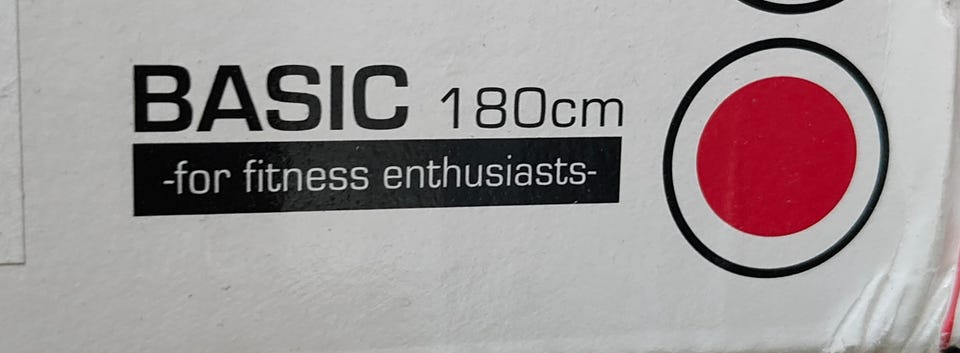 BASIC 180cm
-for fitness enthusiasts-